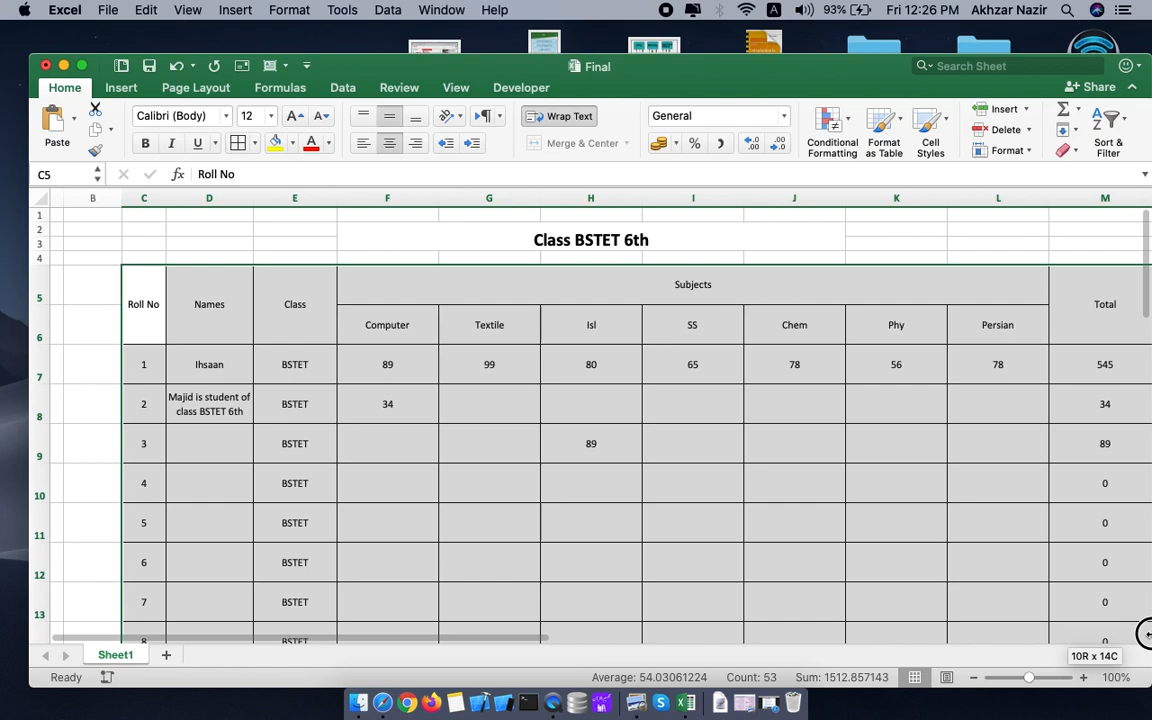 Excel File Edit View Insert Format Tools Data Window Help A 93% Fri 12:26 PM Akhzar Nazir
Final Search Sheet
Home Insert Page Layout Formulas Data Review View Developer Share
Paste Calibri (Body) 12 A A Wrap Text General Conditional Formatting Format as Table Cell Styles Insert Sort & Filter
B I U A Merge & Center % Delete
Format
C5 fx Roll No
B C D E F G H I J K L M
1
2
3 Class BSTET 6th
4
5 Roll No Names Class Subjects Total
6 Computer Textile Isl SS Chem Phy Persian
7 1 Ihsaan BSTET 89 99 80 65 78 56 78 545
8 2 Majid is student of class BSTET 6th BSTET 34 34
9 3 BSTET 89 89
10 4 BSTET 0
11 5 BSTET 0
12 6 BSTET 0
13 7 BSTET 0
8 BSTET 0
Sheet1 10R x 14C
Ready Average: 54.03061224 Count: 53 Sum: 1512.857143 100%